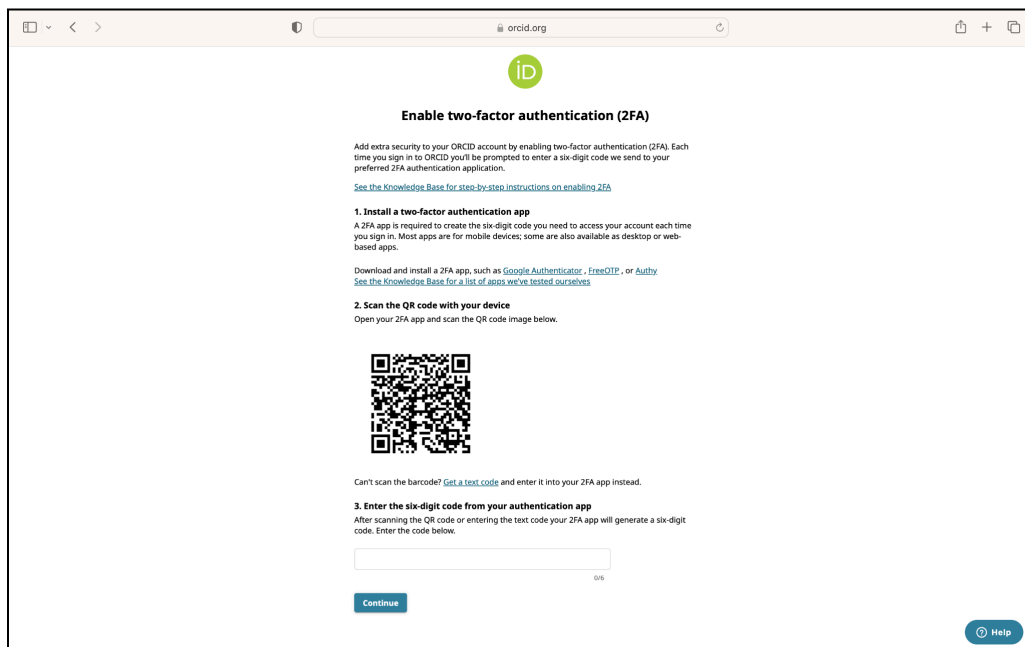 orcid.org
iD
Enable two-factor authentication (2FA)
Add extra security to your ORCID account by enabling two-factor authentication (2FA). Each
time you sign in to ORCID you'll be prompted to enter a six-digit code we send to your
preferred 2FA authentication application.
See the Knowledge Base for step-by-step instructions on enabling 2FA
1. Install a two-factor authentication app
A 2FA app is required to create the six-digit code you need to access your account each time
you sign in. Most apps are for mobile devices; some are also available as desktop or web-
based apps.
Download and install a 2FA app, such as Google Authenticator , FreeOTP , or Authy
See the Knowledge Base for a list of apps we've tested ourselves
2. Scan the QR code with your device
Open your 2FA app and scan the QR code image below.
Can't scan the barcode? Get a text code and enter it into your 2FA app instead.
3. Enter the six-digit code from your authentication app
After scanning the QR code or entering the text code your 2FA app will generate a six-digit
code. Enter the code below.
0/6
Continue
Help